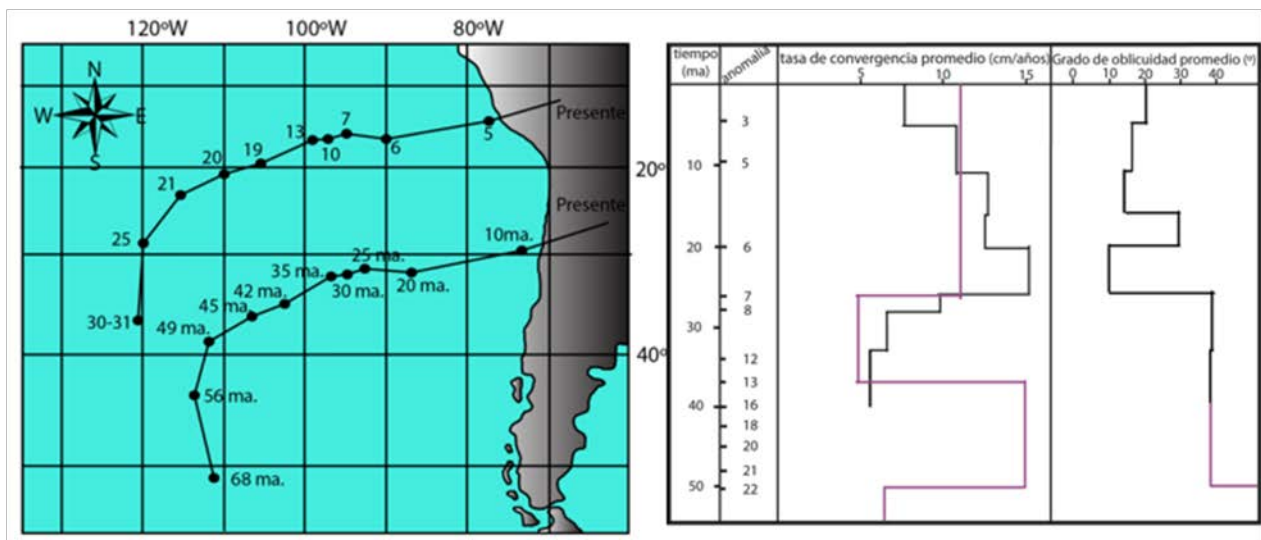 120ºW 100ºW 80ºW
N
W E
S
Presente
5
6
7
10
13
19
20
21
25
30-31
20º
Presente
10ma.
20 ma.
25 ma.
30 ma.
35 ma.
42 ma.
45 ma
49 ma.
56 ma.
68 ma.
40º
tiempo
(ma)
anomalia
tasa de convergencia promedio (cm/años)
5 10 15
Grado de oblicuidad promedio (º)
0 10 20 30 40
3
10 5
20 6
7
8
30
12
13
40 16
18
20
21
50 22